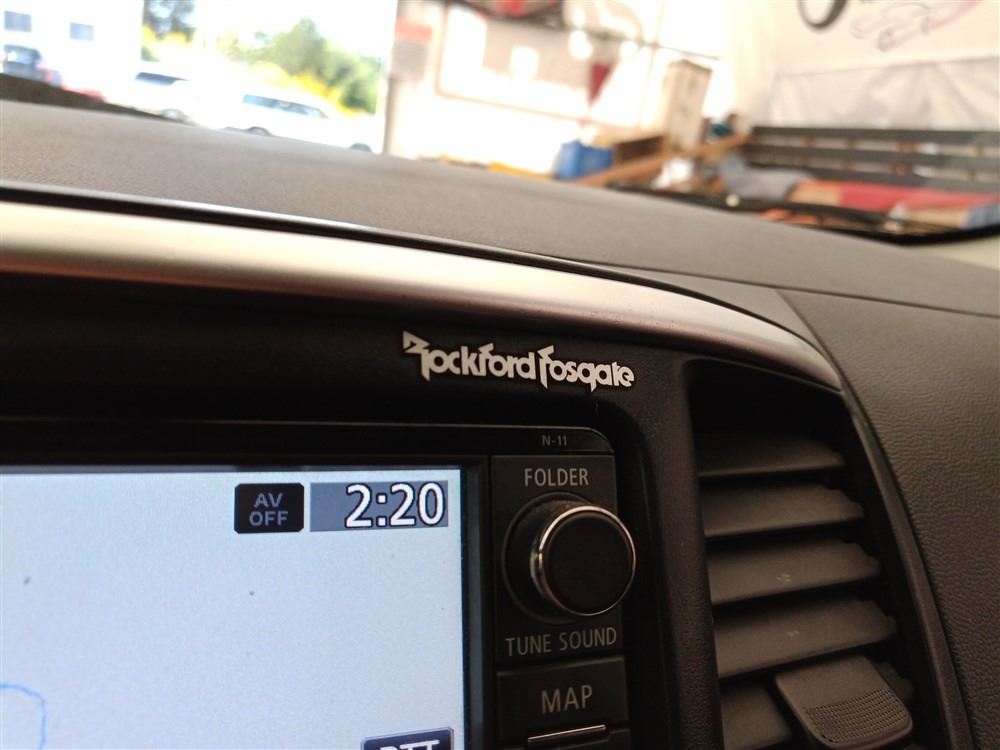 Rockford Fosgate
N-11
FOLDER
AV
OFF
2:20
TUNE SOUND
MAP